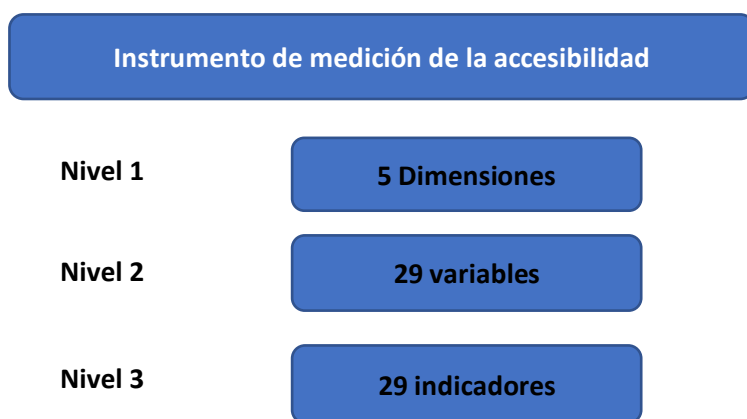 Instrumento de medición de la accesibilidad
Nivel 1
5 Dimensiones
Nivel 2
29 variables
Nivel 3
29 indicadores